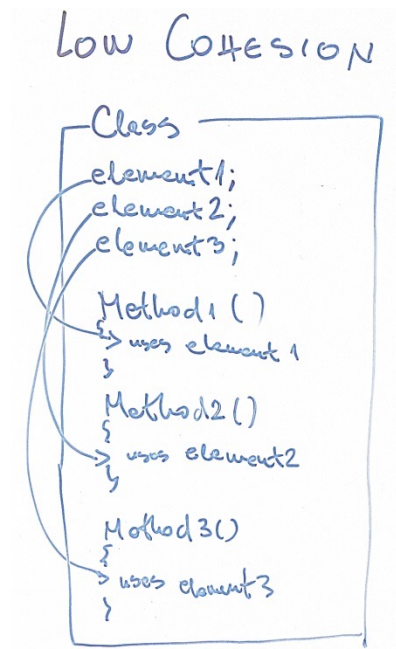 LOW COHESION
Class
element1;
element2;
element3;
Method1 ()
{
> uses element 1
}
Method2()
{
> uses element2
}
Method3()
{
> uses element3
}